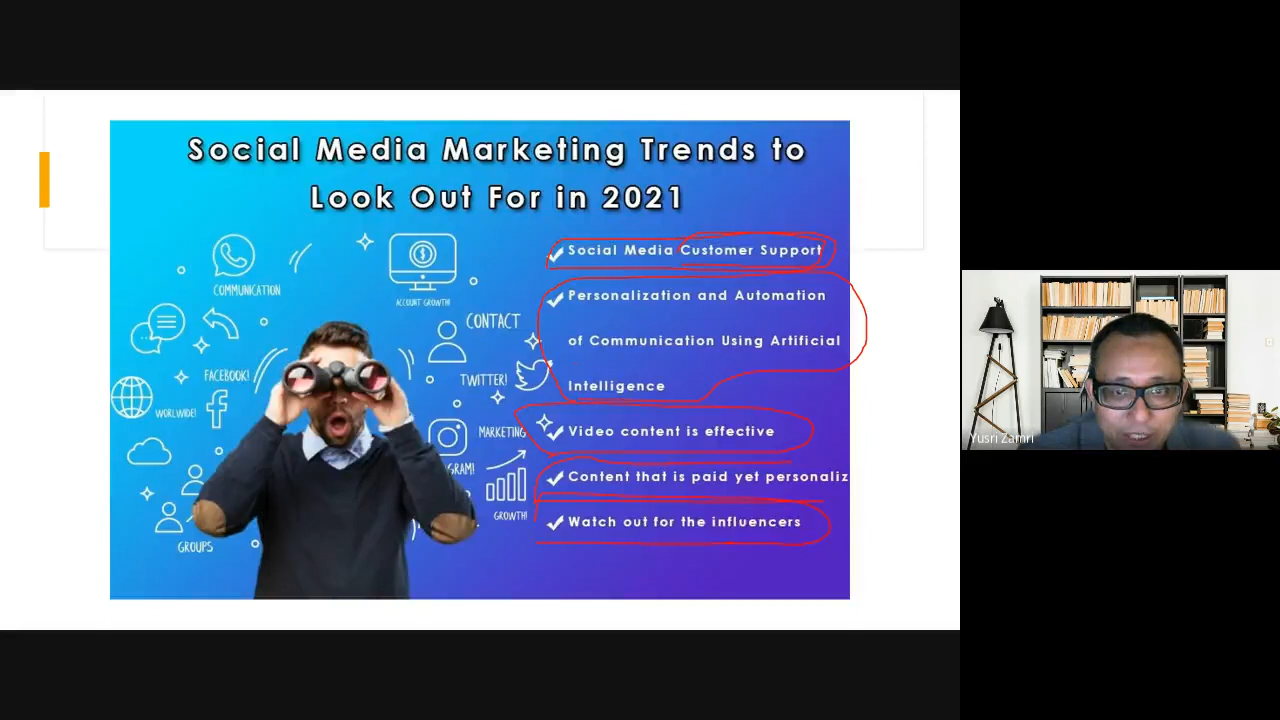 Social Media Marketing Trends to
Look Out For in 2021
COMMUNICATION
ACCOUNT GROWTH!
CONTACT
FACEBOOK!
TWITTER!
WORLWIDE!
MARKETING
GRAM!
GROWTH!
GROUPS
Social Media Customer Support
Personalization and Automation
of Communication Using Artificial
Intelligence
Video content is effective
Content that is paid yet personaliz
Watch out for the influencers
Yusri Zamri